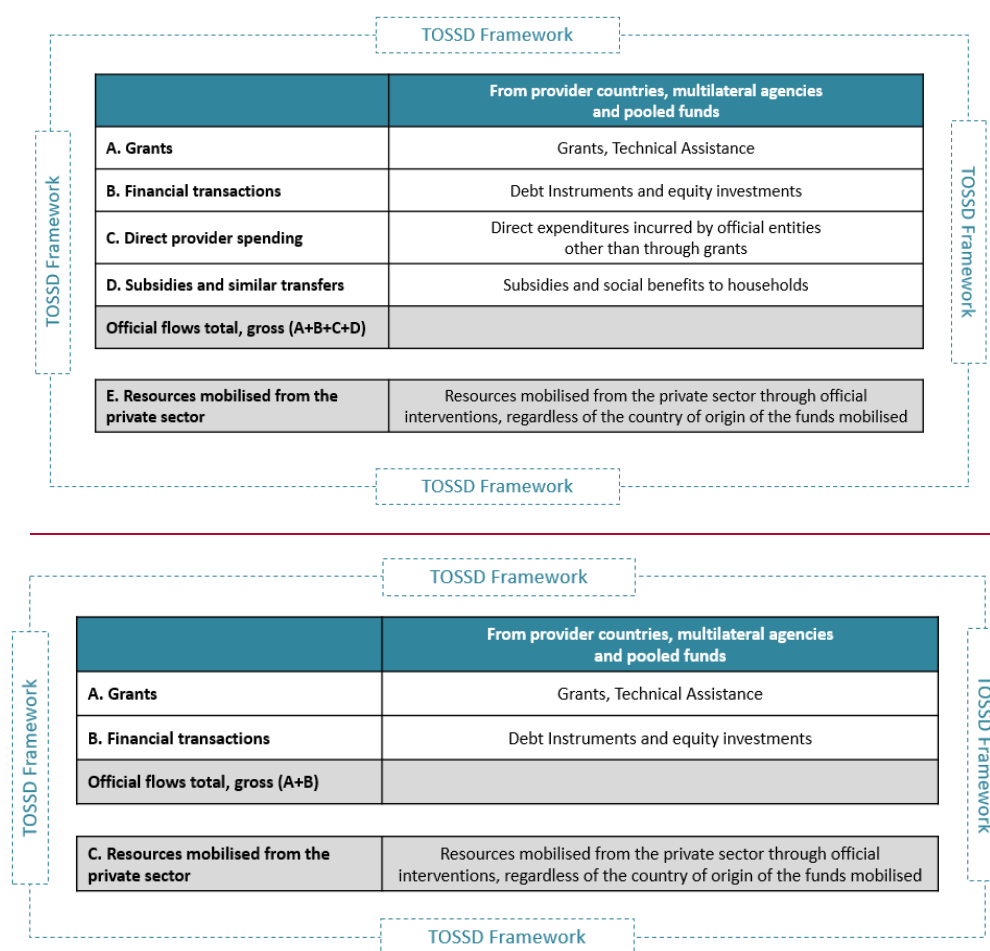 TOSSD Framework
TOSSD Framework
TOSSD Framework
From provider countries, multilateral agencies
and pooled funds
A. Grants
Grants, Technical Assistance
B. Financial transactions
Debt Instruments and equity investments
C. Direct provider spending
Direct expenditures incurred by official entities
other than through grants
D. Subsidies and similar transfers
Subsidies and social benefits to households
Official flows total, gross (A+B+C+D)
E. Resources mobilised from the
private sector
Resources mobilised from the private sector through official
interventions, regardless of the country of origin of the funds mobilised
TOSSD Framework
TOSSD Framework
TOSSD Framework
TOSSD Framework
From provider countries, multilateral agencies
and pooled funds
A. Grants
Grants, Technical Assistance
B. Financial transactions
Debt Instruments and equity investments
Official flows total, gross (A+B)
C. Resources mobilised from the
private sector
Resources mobilised from the private sector through official
interventions, regardless of the country of origin of the funds mobilised
TOSSD Framework